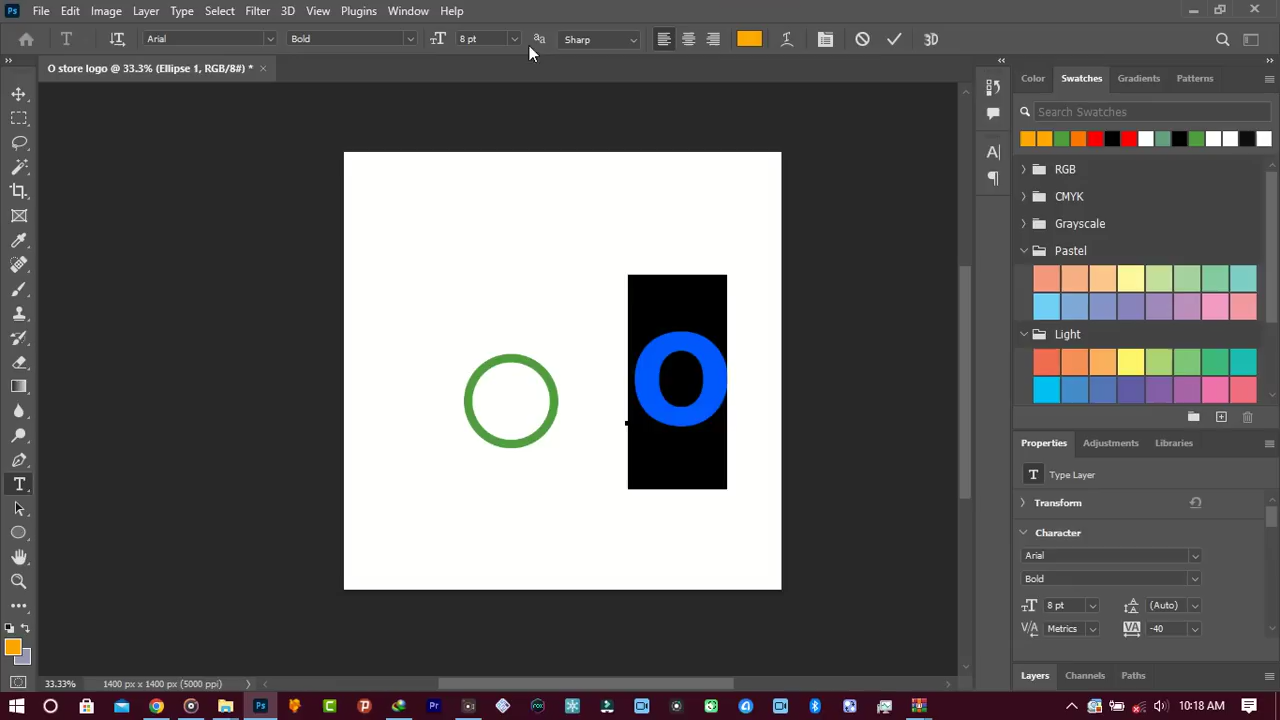 Ps File Edit Image Layer Type Select Filter 3D View Plugins Window Help
T Arial Bold 8 pt Sharp 3D
O store logo @ 33.3% (Ellipse 1, RGB/8#) *
Color Swatches Gradients Patterns
Search Swatches
RGB
CMYK
Grayscale
Pastel
Light
O
Properties Adjustments Libraries
T Type Layer
Transform
Character
Arial
Bold
8 pt (Auto)
Metrics -40
Layers Channels Paths
33.33% 1400 px x 1400 px (5000 ppi)
10:18 AM